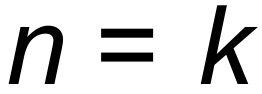 n = k